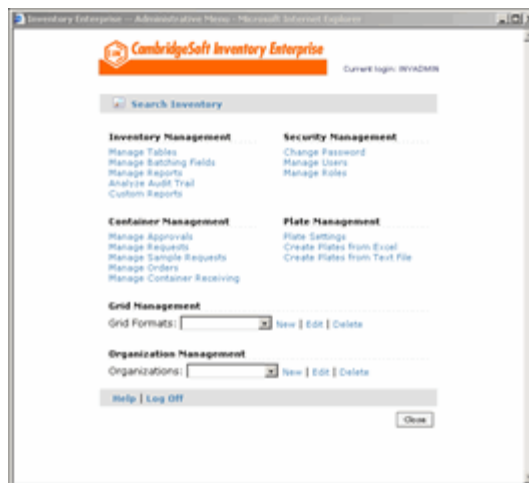 Inventory Enterprise -- Administrative Menu - Microsoft Internet Explorer
CambridgeSoft Inventory Enterprise
Current login: INVADMIN
Search Inventory
Inventory Management
Manage Tables
Manage Batching Fields
Manage Reports
Analyze Audit Trail
Custom Reports
Security Management
Change Password
Manage Users
Manage Roles
Container Management
Manage Approvals
Manage Requests
Manage Sample Requests
Manage Orders
Manage Container Receiving
Plate Management
Plate Settings
Create Plates from Excel
Create Plates from Text File
Grid Management
Grid Formats: New | Edit | Delete
Organization Management
Organizations: New | Edit | Delete
Help | Log Off
Close